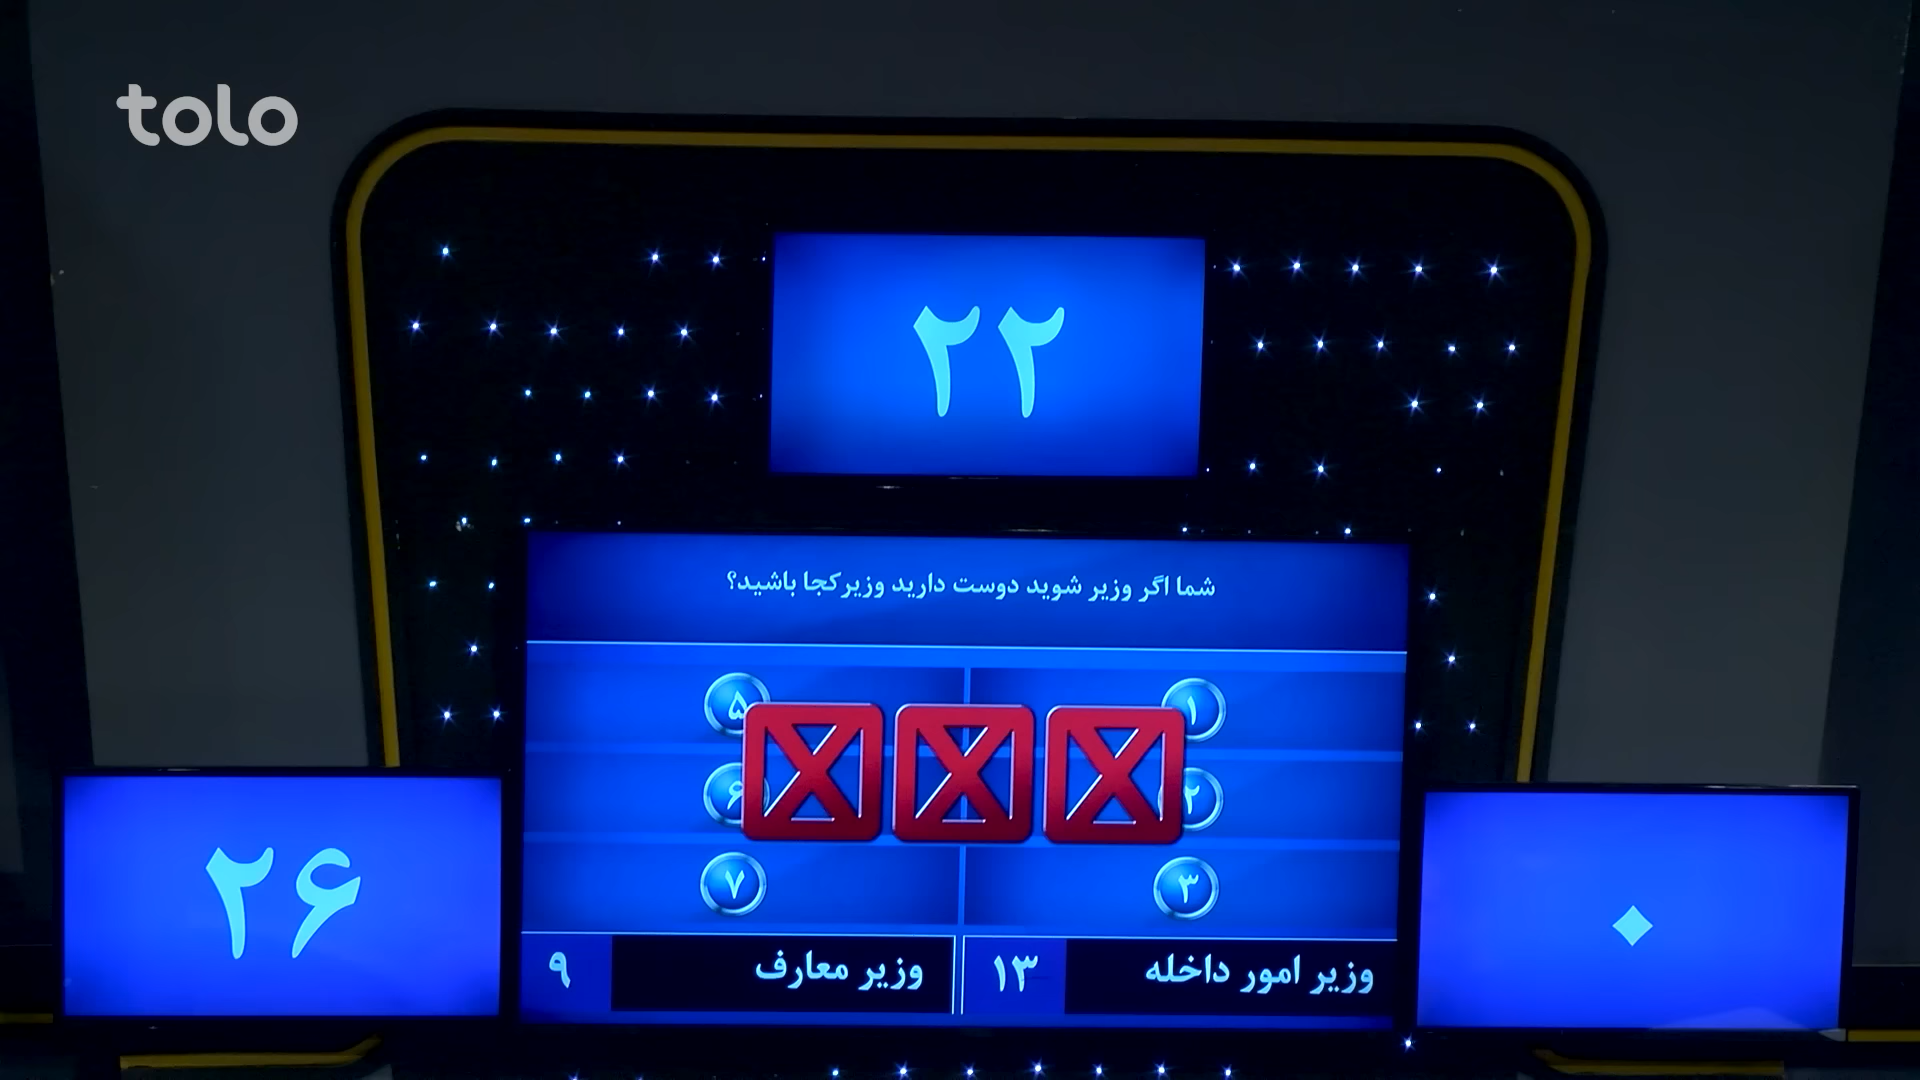 tolo
۲۲
شما اگر وزیر شوید دوست دارید وزیرکجا باشید؟
۱
۵
۲
۶
۳
۷
وزیر امور داخله ۱۳
وزیر معارف ۹
۲۶
۰